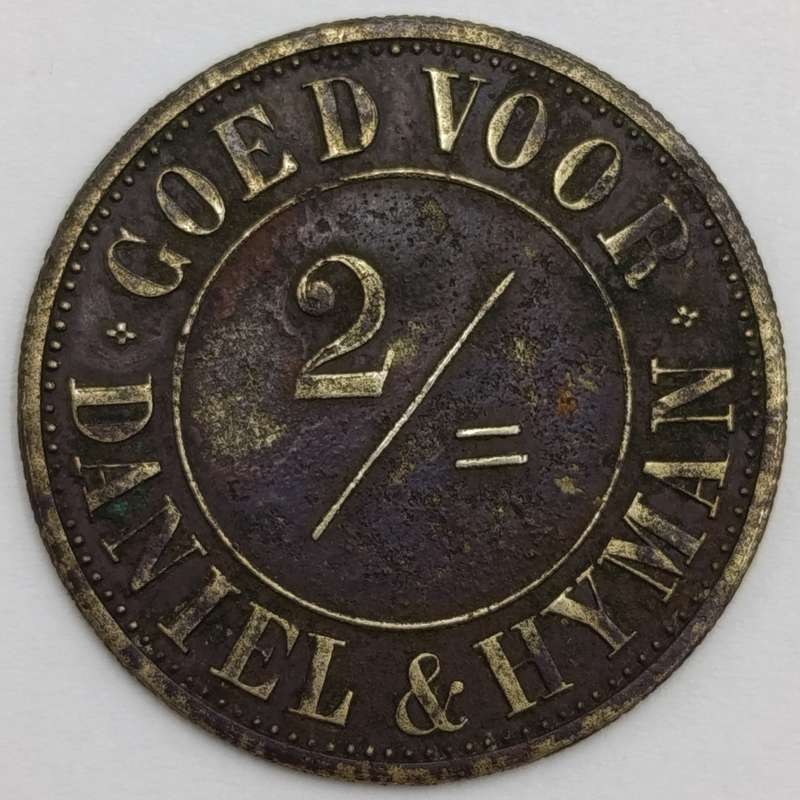 GOED VOOR
2/=
DANIEL & HYMAN